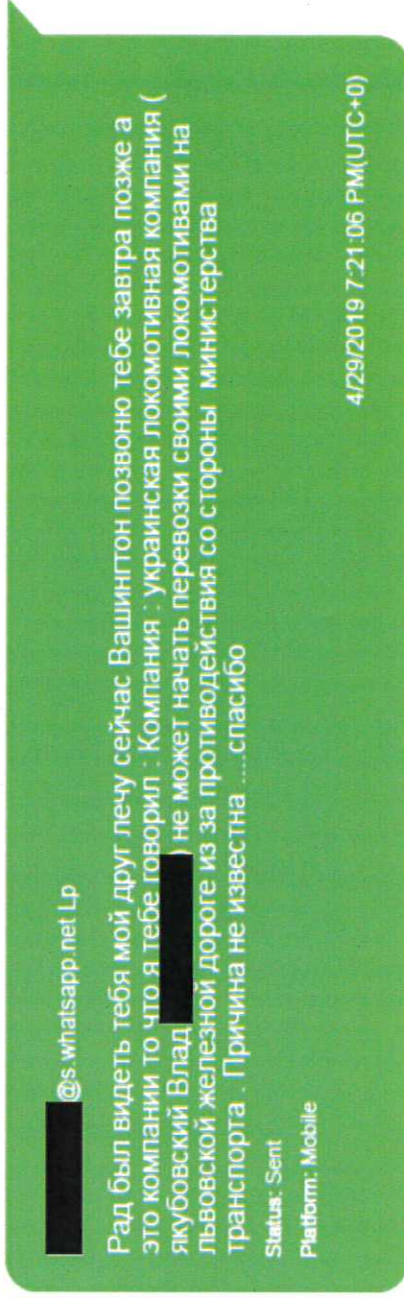 @s.whatsapp.net Lp
Рад был видеть тебя мой друг лечу сейчас Вашингтон позвоню тебе завтра позже а
это компании то что я тебе говорил : Компания : украинская локомотивная компания (
якубовский Влад ) не может начать перевозки своими локомотивами на
львовской железной дороге из за противодействия со стороны министерства
транспорта . Причина не известна .....спасибо
Status: Sent
Platform: Mobile
4/29/2019 7:21:06 PM(UTC+0)